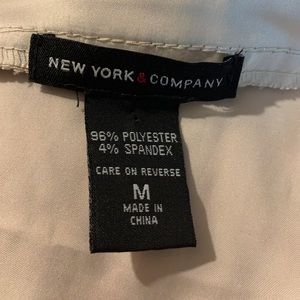 NEW YORK & COMPANY
96% POLYESTER
4% SPANDEX
CARE ON REVERSE
M
MADE IN
CHINA